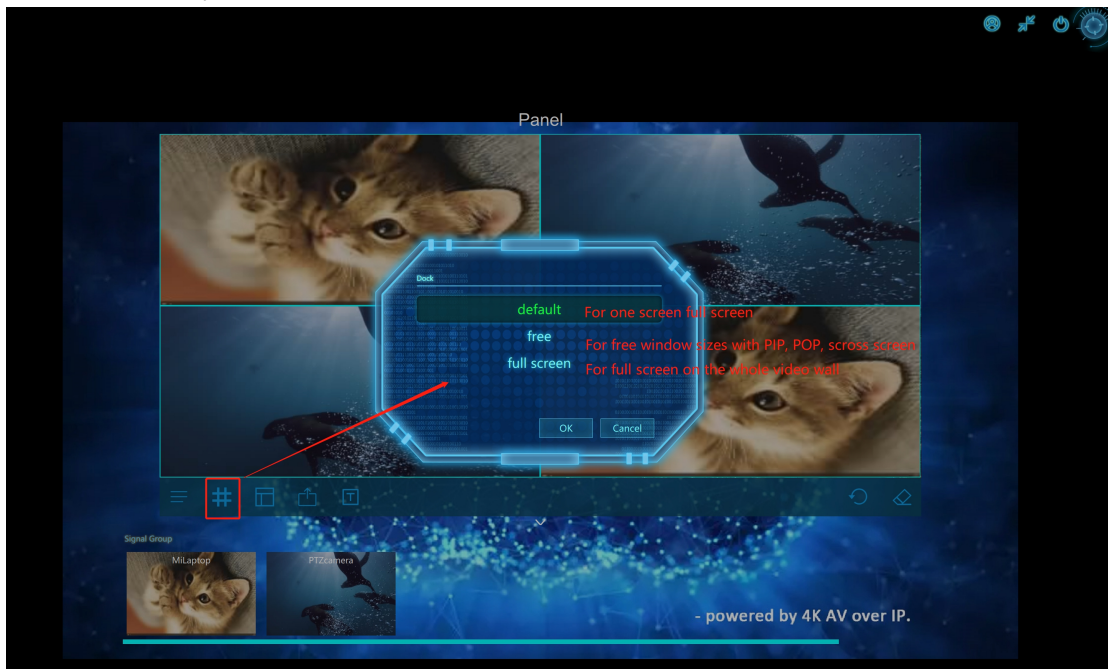 Panel
Dock
default For one screen full screen
free
For free window sizes with PIP, POP, scross screen
full screen For full screen on the whole video wall
OK Cancel
T
Signal Group
MiLaptop PTZcamera
- powered by 4K AV over IP.